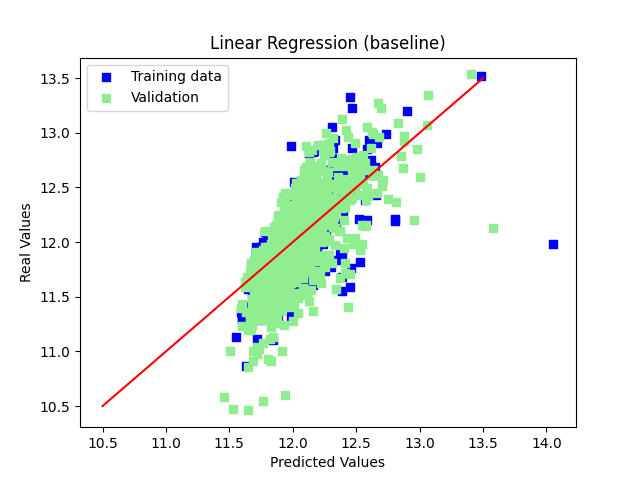 Linear Regression (baseline)
Training data
Validation
Real Values
13.5
13.0
12.5
12.0
11.5
11.0
10.5
10.5 11.0 11.5 12.0 12.5 13.0 13.5 14.0
Predicted Values